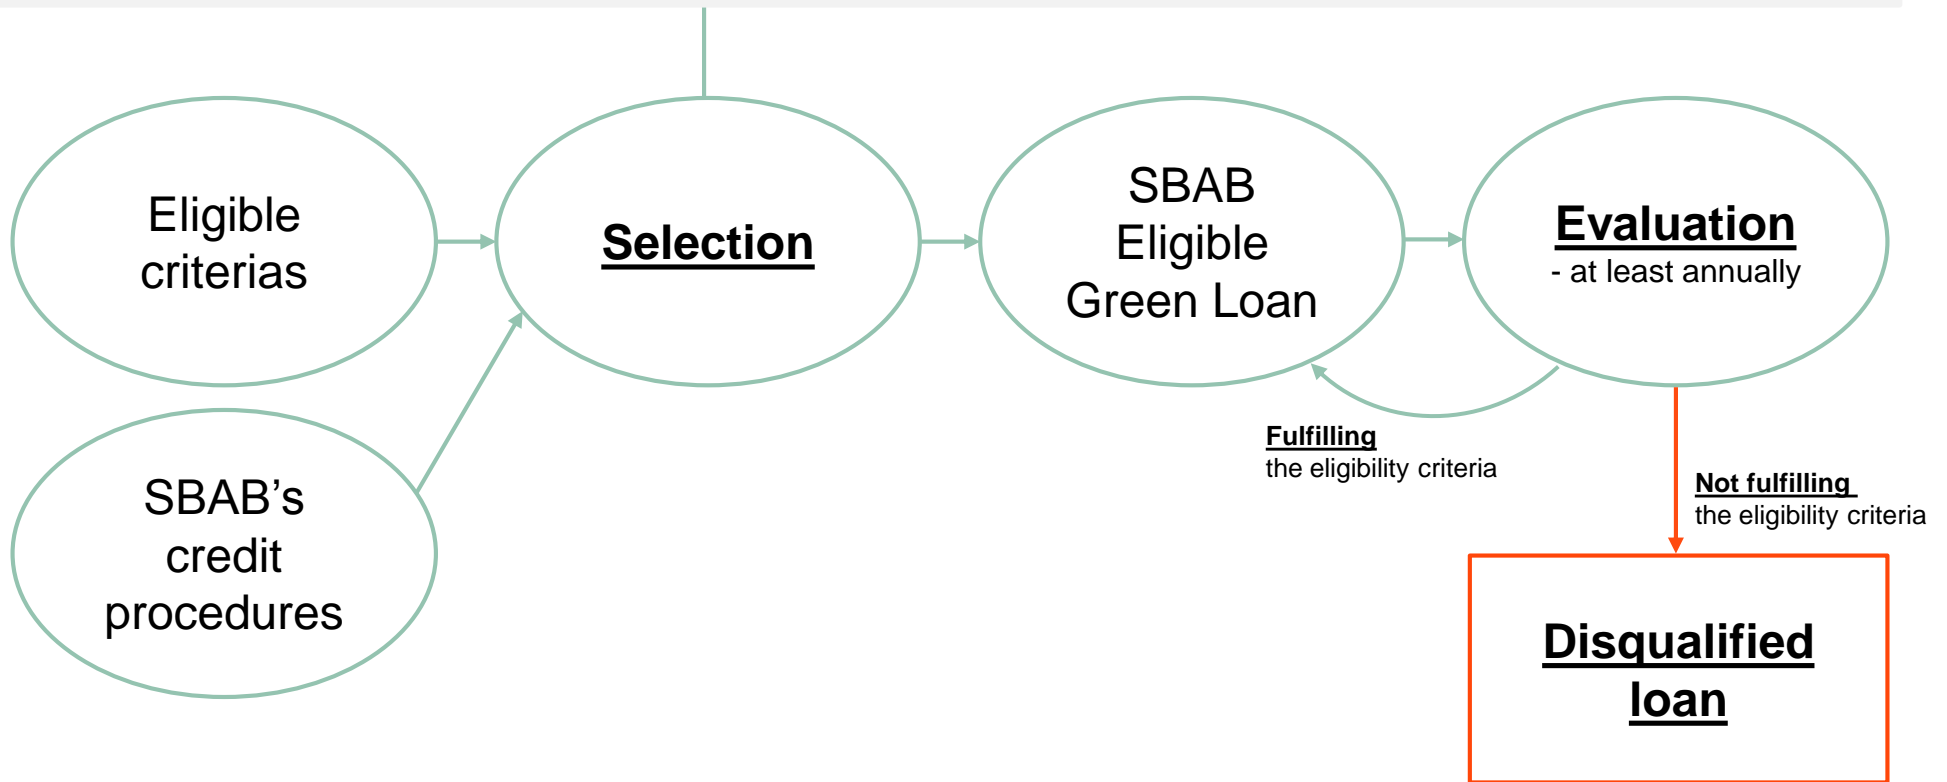 Eligible
criterias
Selection
SBAB
Eligible
Green Loan
Evaluation
- at least annually
Fulfilling
the eligibility criteria
Not fulfilling
the eligibility criteria
SBAB’s
credit
procedures
Disqualified
loan